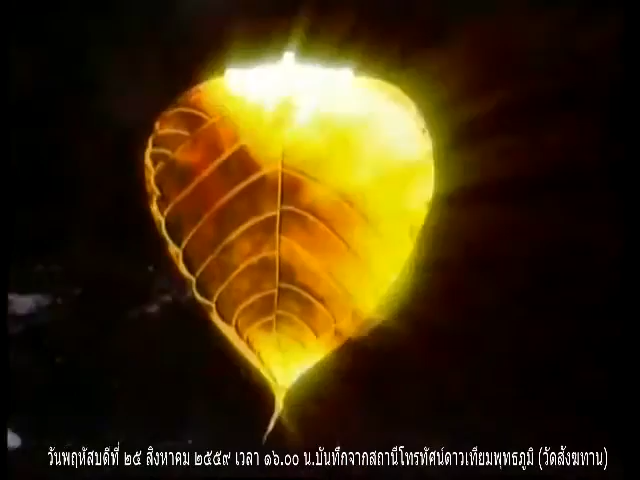 วันพฤหัสบดีที่ ๒๕ สิงหาคม ๒๕๕๙ เวลา ๑๖.๐๐ น.บันทึกจากสถานีโทรทัศน์ดาวเทียมพุทธภูมิ (วัดสังฆทาน)